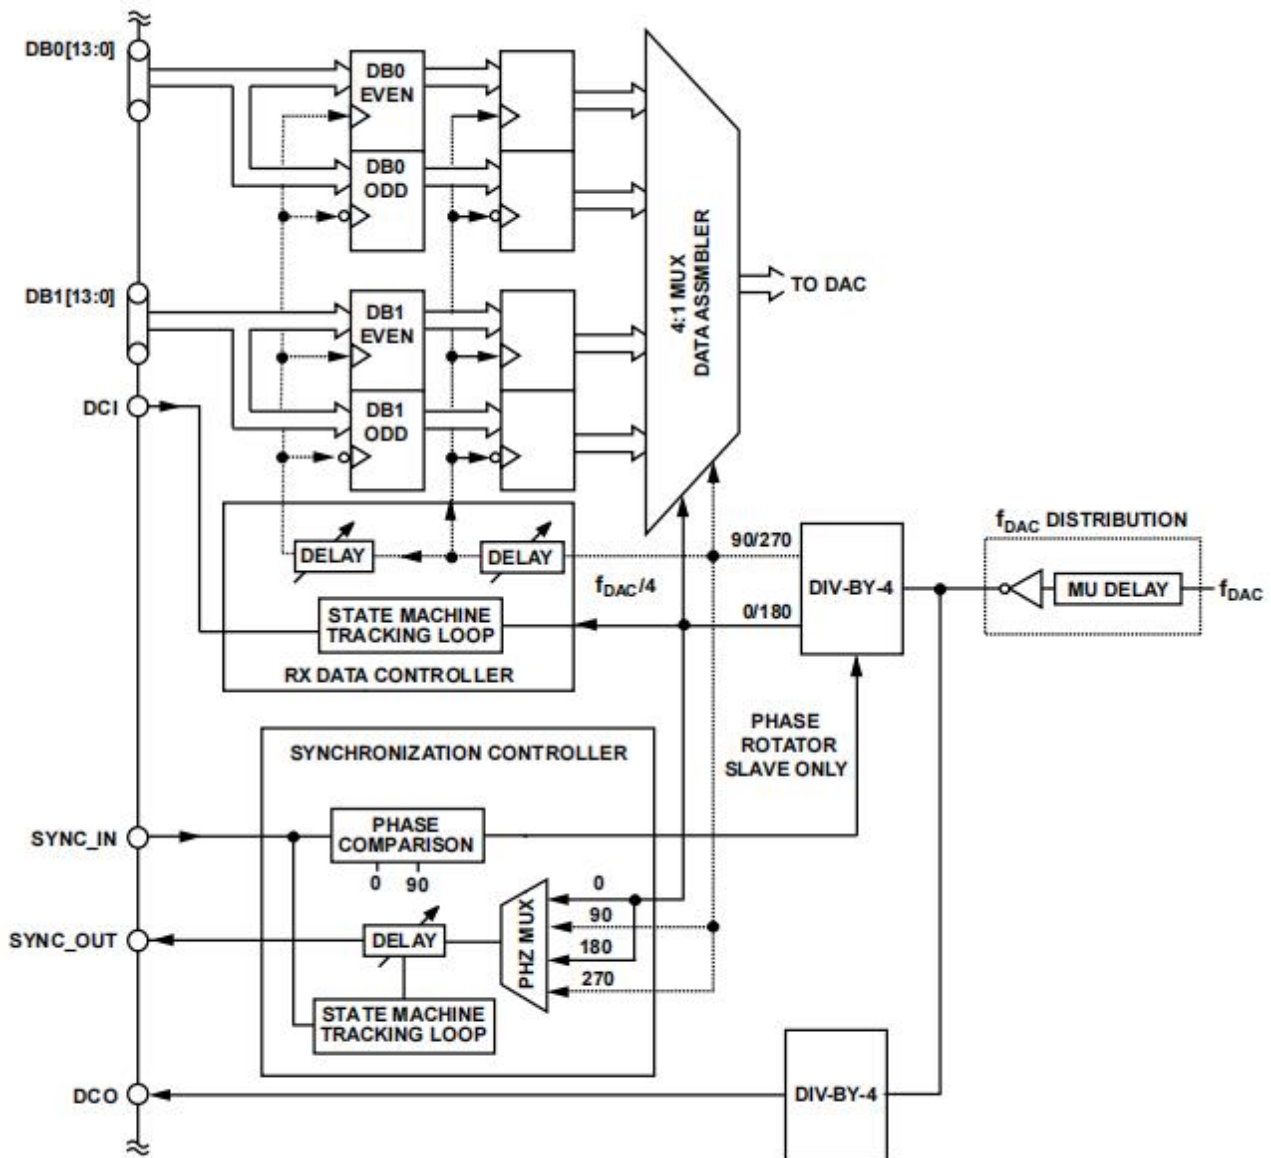 DB0[13:0]
DB0
EVEN
DB0
ODD
DB1[13:0]
DB1
EVEN
DB1
ODD
DCI
4:1 MUX
DATA ASSMBLER
TO DAC
DELAY
DELAY
90/270
fDAC/4
0/180
STATE MACHINE
TRACKING LOOP
RX DATA CONTROLLER
DIV-BY-4
fDAC DISTRIBUTION
MU DELAY
fDAC
PHASE
ROTATOR
SLAVE ONLY
SYNCHRONIZATION CONTROLLER
SYNC_IN
PHASE
COMPARISON
0 90
SYNC_OUT
DELAY
PHZ MUX
0
90
180
270
STATE MACHINE
TRACKING LOOP
DCO
DIV-BY-4